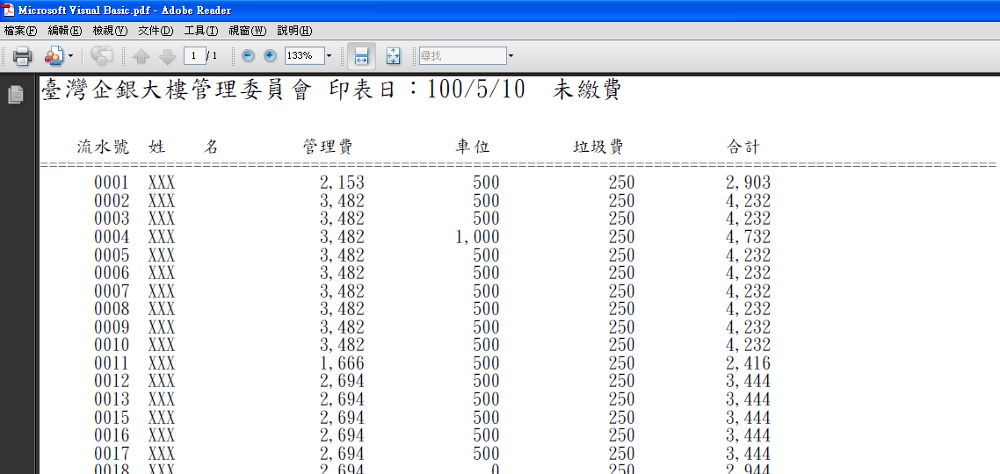 Microsoft Visual Basic.pdf - Adobe Reader
檔案(F) 編輯(E) 檢視(V) 文件(D) 工具(T) 視窗(W) 說明(H)
1 / 1 133% 尋找
臺灣企銀大樓管理委員會 印表日：100/5/10 未繳費
流水號 姓 名 管理費 車位 垃圾費 合計
0001 XXX 2,153 500 250 2,903
0002 XXX 3,482 500 250 4,232
0003 XXX 3,482 500 250 4,232
0004 XXX 3,482 1,000 250 4,732
0005 XXX 3,482 500 250 4,232
0006 XXX 3,482 500 250 4,232
0007 XXX 3,482 500 250 4,232
0008 XXX 3,482 500 250 4,232
0009 XXX 3,482 500 250 4,232
0010 XXX 3,482 500 250 4,232
0011 XXX 1,666 500 250 2,416
0012 XXX 2,694 500 250 3,444
0013 XXX 2,694 500 250 3,444
0015 XXX 2,694 500 250 3,444
0016 XXX 2,694 500 250 3,444
0017 XXX 2,694 500 250 3,444
0018 XXX 2,694 0 250 2,944